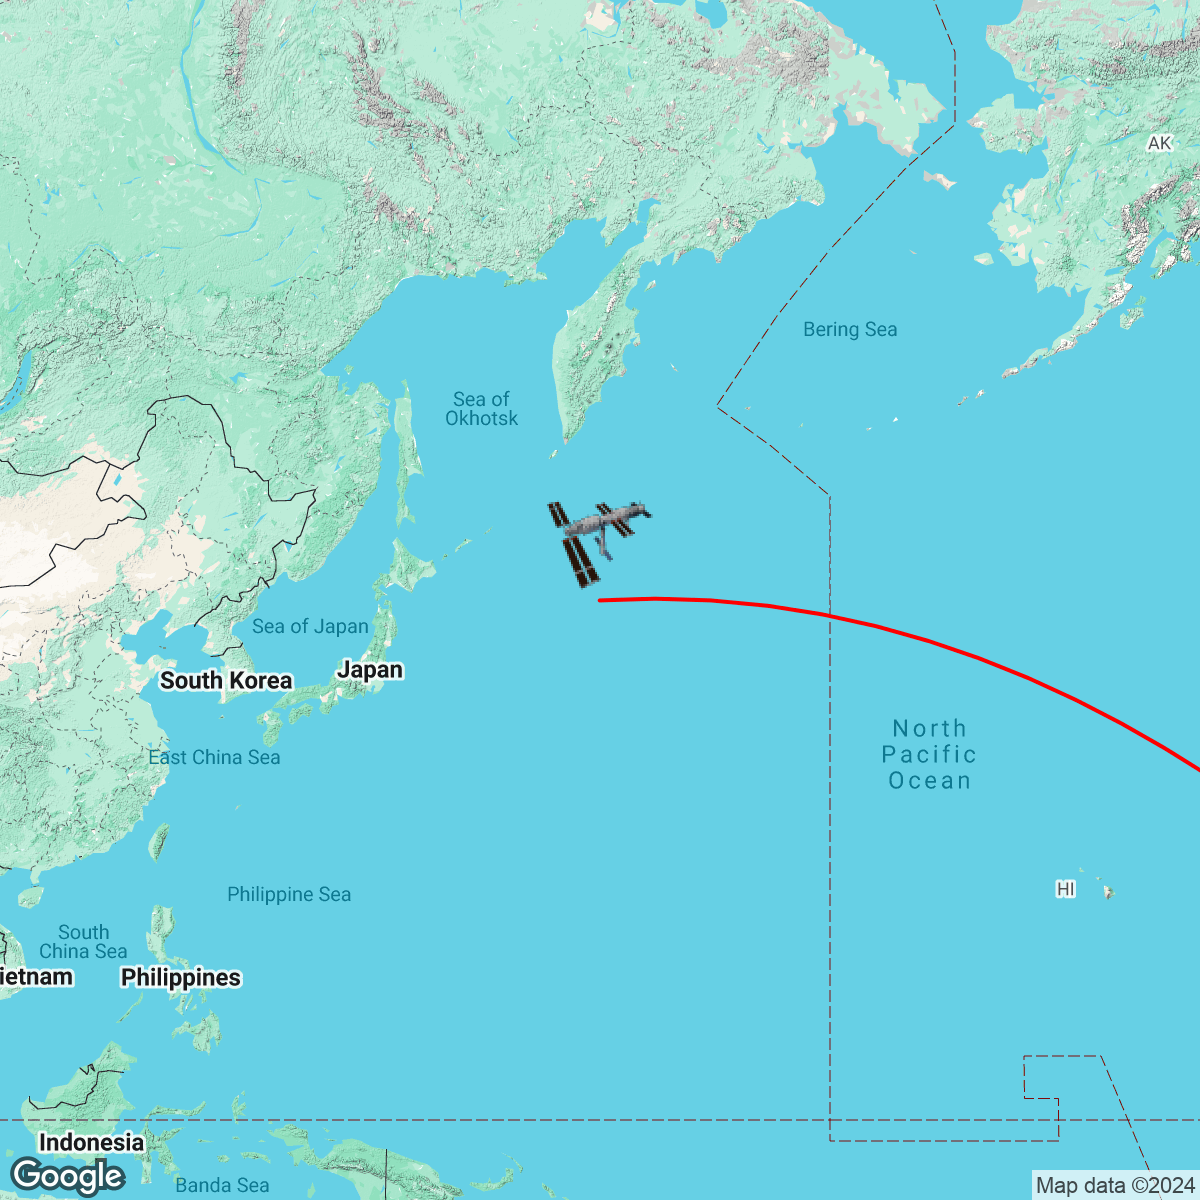 AK
Bering Sea
Sea of
Okhotsk
Sea of Japan
Japan
South Korea
North
Pacific
Ocean
East China Sea
HI
Philippine Sea
South
China Sea
ietnam
Philippines
Indonesia
Google
Banda Sea
Map data ©2024